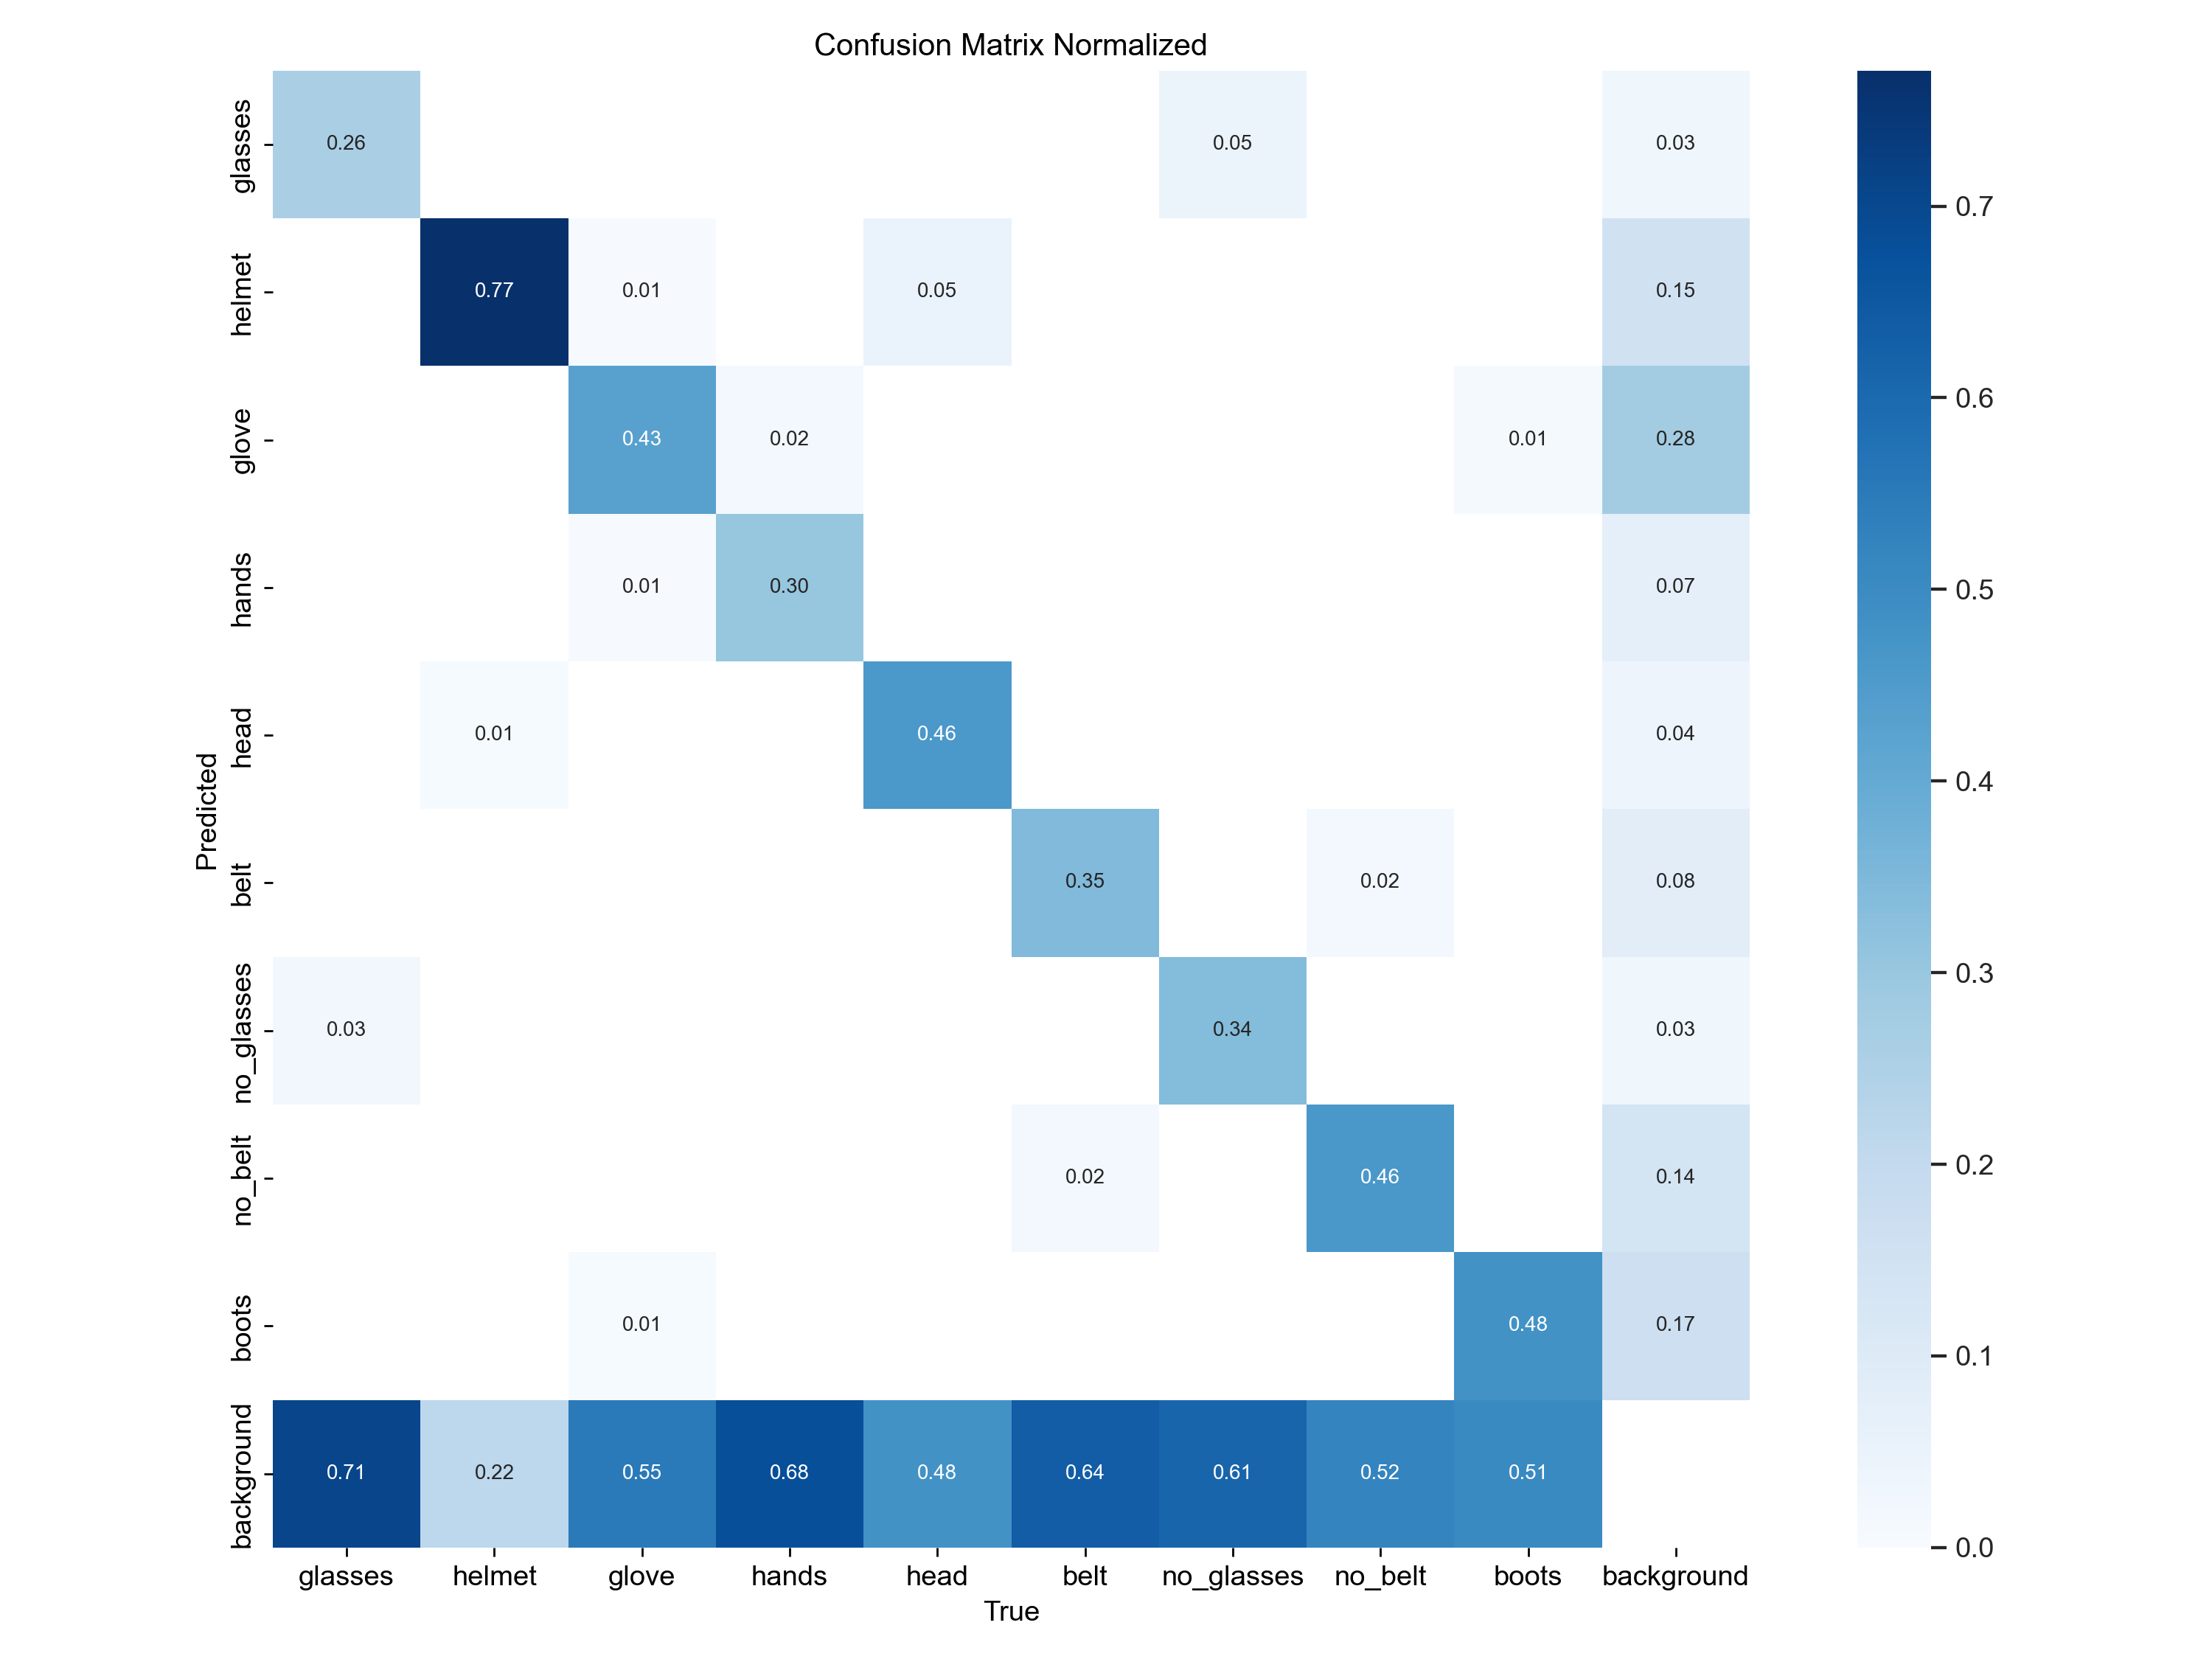 Confusion Matrix Normalized
glasses 0.26 0.05 0.03
helmet 0.77 0.01 0.05 0.15
glove 0.43 0.02 0.01 0.28
hands 0.01 0.30 0.07
head 0.01 0.46 0.04
belt 0.35 0.02 0.08
no_glasses 0.03 0.34 0.03
no_belt 0.02 0.46 0.14
boots 0.01 0.48 0.17
background 0.71 0.22 0.55 0.68 0.48 0.64 0.61 0.52 0.51
glasses helmet glove hands head belt no_glasses no_belt boots background
True
Predicted
0.7
0.6
0.5
0.4
0.3
0.2
0.1
0.0